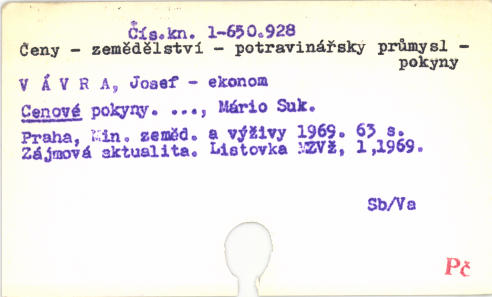 Čís.kn. 1-650.928
Ceny - zemědělství - potravinářský průmysl -
pokyny
V Á V R A, Josef - ekonom
Cenové pokyny. ..., Mário Suk.
Praha, Min. zeměd. a výživy 1969. 63 s.
Zájmová aktualita. Listovka MZVž, 1,1969.
Sb/Va
Pč